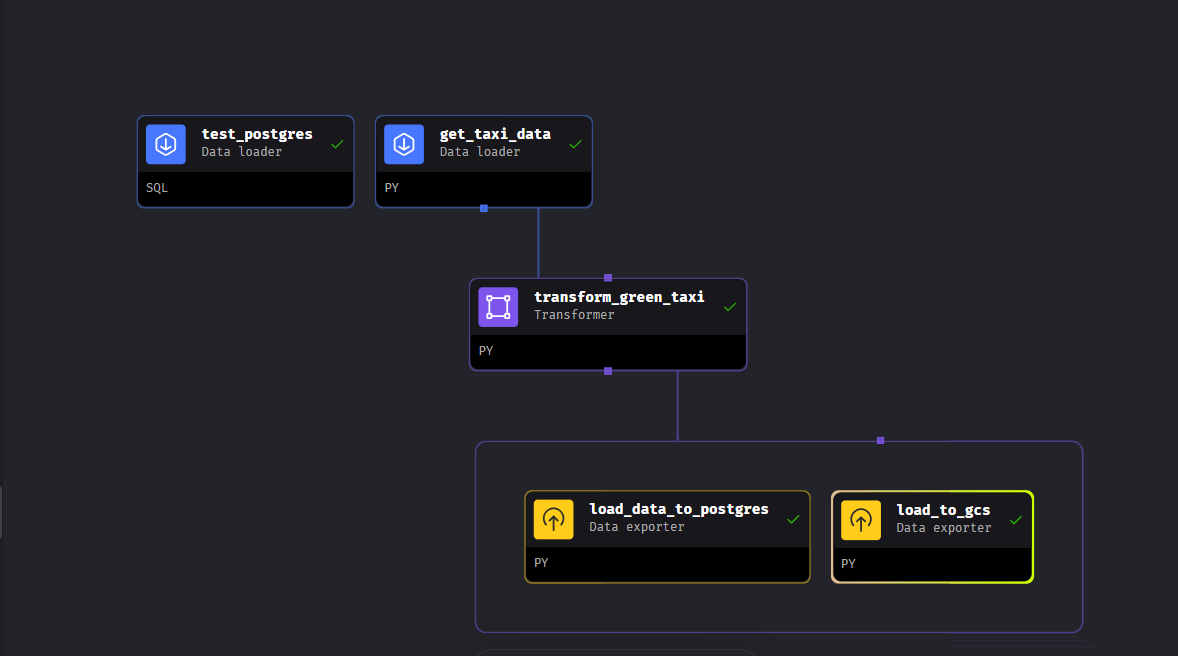 test_postgres
Data loader
SQL
get_taxi_data
Data loader
PY
transform_green_taxi
Transformer
PY
load_data_to_postgres
Data exporter
PY
load_to_gcs
Data exporter
PY